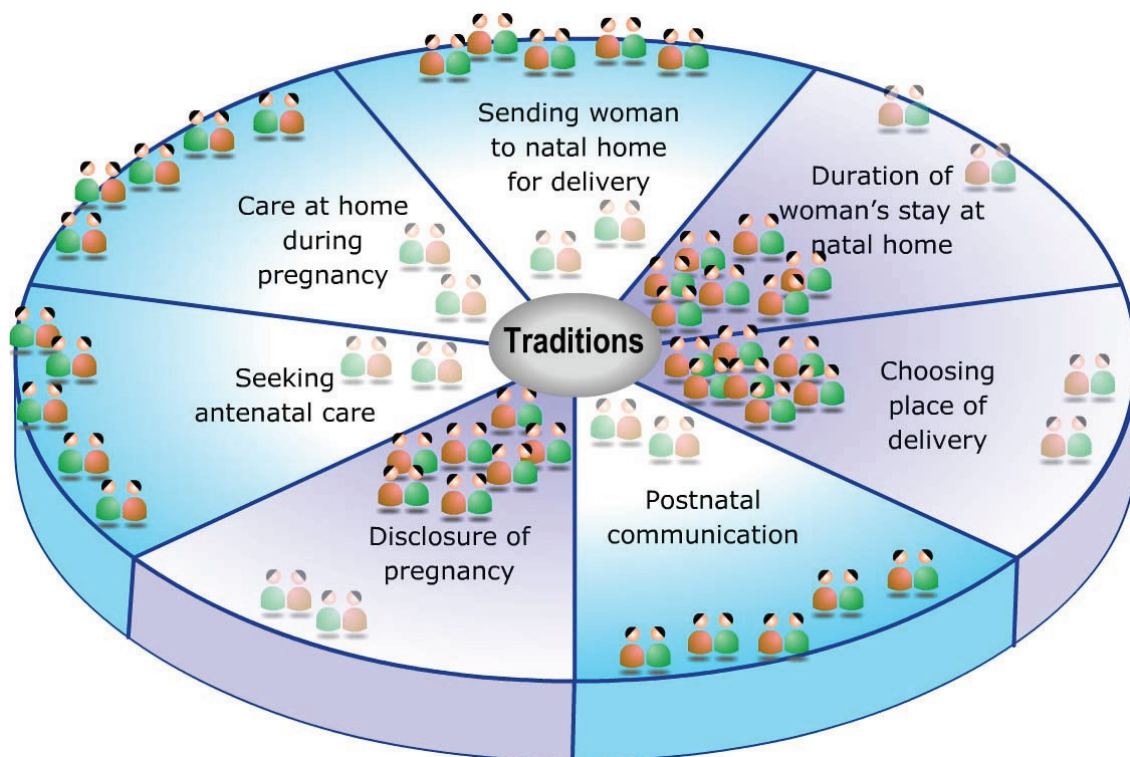 Sending woman
to natal home
for delivery
Duration of
woman's stay at
natal home
Care at home
during
pregnancy
Traditions
Choosing
place of
delivery
Seeking
antenatal care
Postnatal
communication
Disclosure of
pregnancy